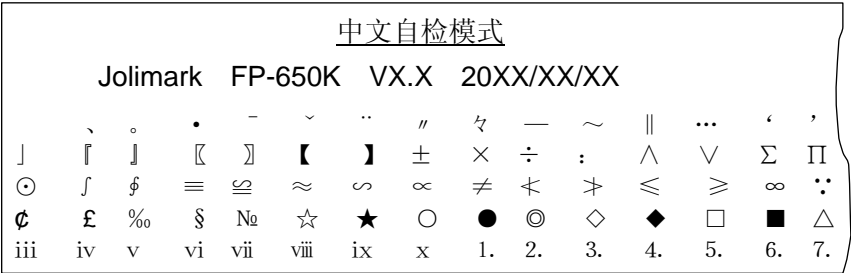 中文自检模式
Jolimark FP-650K VX.X 20XX/XX/XX
、 。 • ˉ ˇ ¨ 〃 々 — ～ ‖ … ‘ ’
」 『 』 〖 〗 【 】 ± × ÷ ∶ ∧ ∨ ∑ ∏
⊙ ∫ ∮ ≡ ≌ ≈ ∽ ∝ ≠ ≮ ≯ ≤ ≥ ∞ ∵
¢ £ ‰ § № ☆ ★ ○ ● ◎ ◇ ◆ □ ■ △
ⅲ ⅳ ⅴ ⅵ ⅶ ⅷ ⅸ ⅹ ⒈ ⒉ ⒊ ⒋ ⒌ ⒍ ⒎